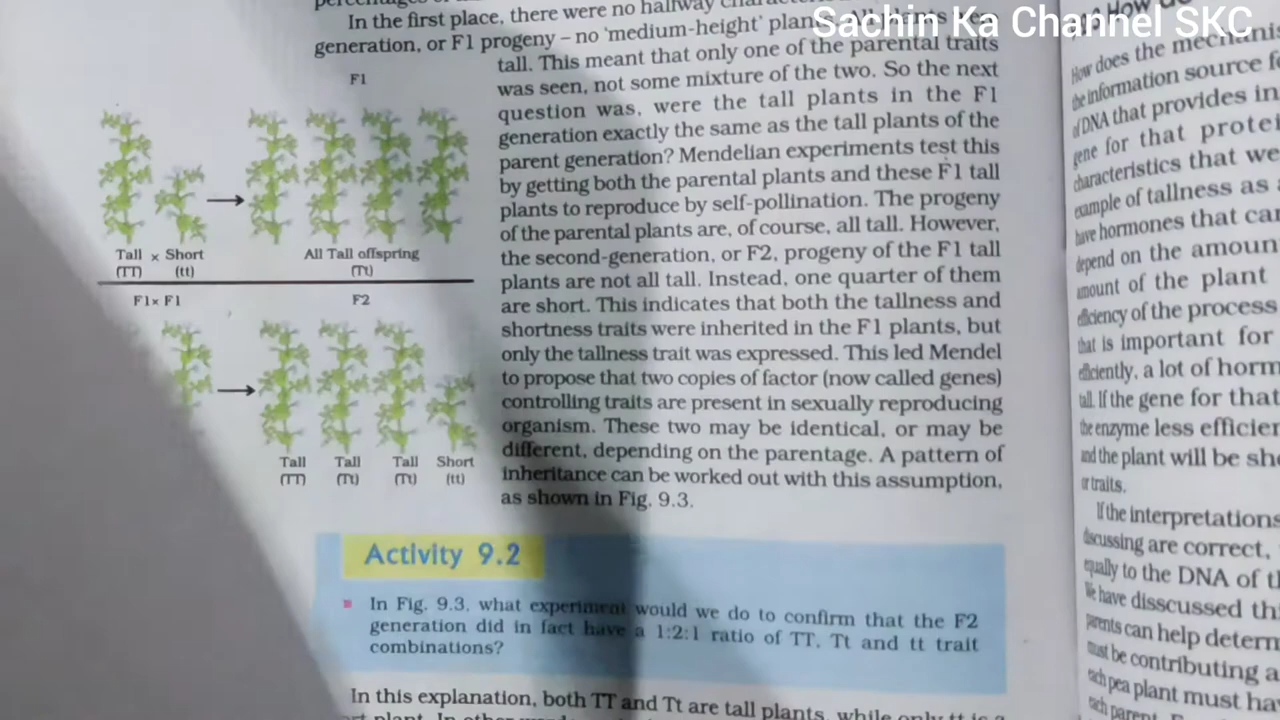 In the first place, there were no halfway
generation, or F1 progeny – no 'medium-height'
tall. This meant that only one of the parental traits
was seen, not some mixture of the two. So the next
question was, were the tall plants in the F1
generation exactly the same as the tall plants of the
parent generation? Mendelian experiments test this
by getting both the parental plants and these F1 tall
plants to reproduce by self-pollination. The progeny
of the parental plants are, of course, all tall. However,
the second-generation, or F2, progeny of the F1 tall
plants are not all tall. Instead, one quarter of them
are short. This indicates that both the tallness and
shortness traits were inherited in the F1 plants, but
only the tallness trait was expressed. This led Mendel
to propose that two copies of factor (now called genes)
controlling traits are present in sexually reproducing
organism. These two may be identical, or may be
different, depending on the parentage. A pattern of
inheritance can be worked out with this assumption,
as shown in Fig. 9.3.
F1
Tall × Short
(TT) (tt)
All Tall offspring
(Tt)
F1× F1
F2
Tall Tall Tall Short
(TT) (Tt) (Tt) (tt)
Activity 9.2
In Fig. 9.3, what experiment would we do to confirm that the F2
generation did in fact have a 1:2:1 ratio of TT, Tt and tt trait
combinations?
In this explanation, both TT and Tt are tall plants, while only tt is a
Sachin Ka Channel SKC
How does the
the information source
of DNA that provides in
gene for that
characteristics that we
example of tallness as
have hormones that can
depend on the
amount of the plant
efficiency of the process
that is important for
efficiently, a lot of
tall. If the gene for that
the enzyme less
and the plant will be
or traits.
If the interpretations
discussing are correct,
equally to the DNA of
We have disscussed
parents can help
must be contributing a
each pea plant must
each parent.